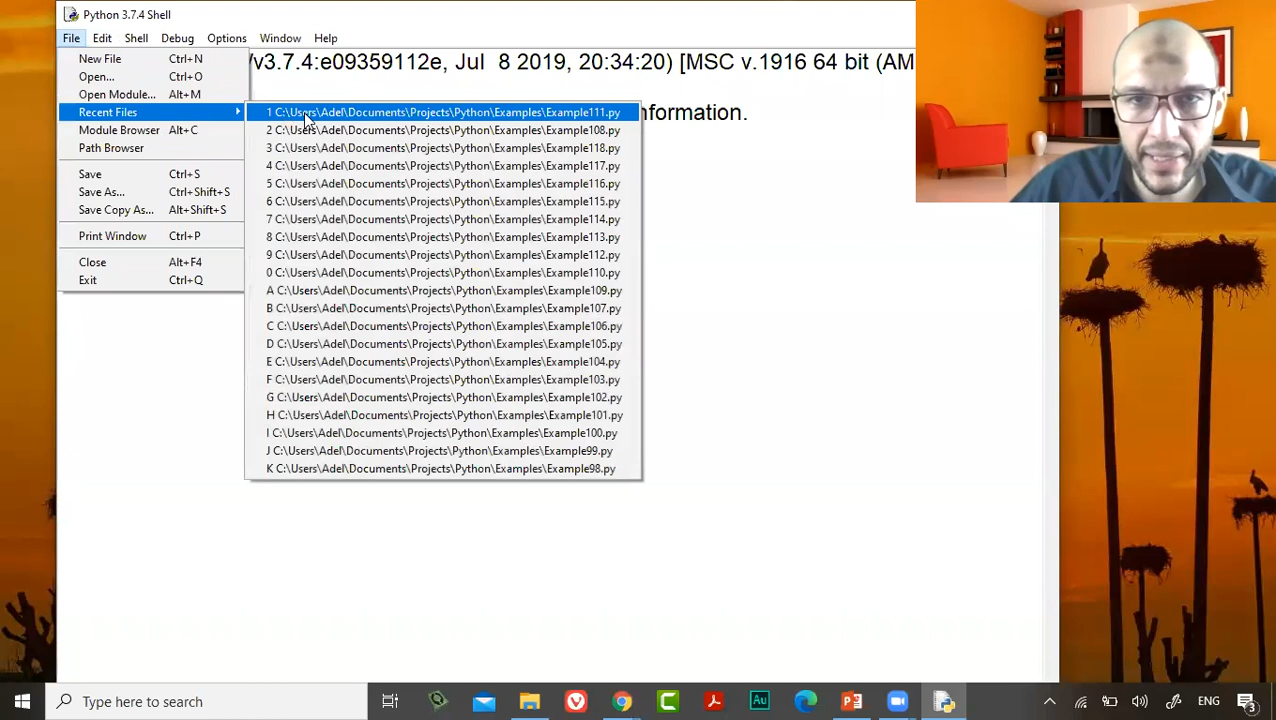 Python 3.7.4 Shell
File Edit Shell Debug Options Window Help
/v3.7.4:e09359112e, Jul 8 2019, 20:34:20) [MSC v.1916 64 bit (AM
nformation.
New File Ctrl+N
Open... Ctrl+O
Open Module... Alt+M
Recent Files
Module Browser Alt+C
Path Browser
Save Ctrl+S
Save As... Ctrl+Shift+S
Save Copy As... Alt+Shift+S
Print Window Ctrl+P
Close Alt+F4
Exit Ctrl+Q
1 C:\Users\Adel\Documents\Projects\Python\Examples\Example111.py
2 C:\Users\Adel\Documents\Projects\Python\Examples\Example108.py
3 C:\Users\Adel\Documents\Projects\Python\Examples\Example118.py
4 C:\Users\Adel\Documents\Projects\Python\Examples\Example117.py
5 C:\Users\Adel\Documents\Projects\Python\Examples\Example116.py
6 C:\Users\Adel\Documents\Projects\Python\Examples\Example115.py
7 C:\Users\Adel\Documents\Projects\Python\Examples\Example114.py
8 C:\Users\Adel\Documents\Projects\Python\Examples\Example113.py
9 C:\Users\Adel\Documents\Projects\Python\Examples\Example112.py
0 C:\Users\Adel\Documents\Projects\Python\Examples\Example110.py
A C:\Users\Adel\Documents\Projects\Python\Examples\Example109.py
B C:\Users\Adel\Documents\Projects\Python\Examples\Example107.py
C C:\Users\Adel\Documents\Projects\Python\Examples\Example106.py
D C:\Users\Adel\Documents\Projects\Python\Examples\Example105.py
E C:\Users\Adel\Documents\Projects\Python\Examples\Example104.py
F C:\Users\Adel\Documents\Projects\Python\Examples\Example103.py
G C:\Users\Adel\Documents\Projects\Python\Examples\Example102.py
H C:\Users\Adel\Documents\Projects\Python\Examples\Example101.py
I C:\Users\Adel\Documents\Projects\Python\Examples\Example100.py
J C:\Users\Adel\Documents\Projects\Python\Examples\Example99.py
K C:\Users\Adel\Documents\Projects\Python\Examples\Example98.py
Type here to search
Au
ENG
3